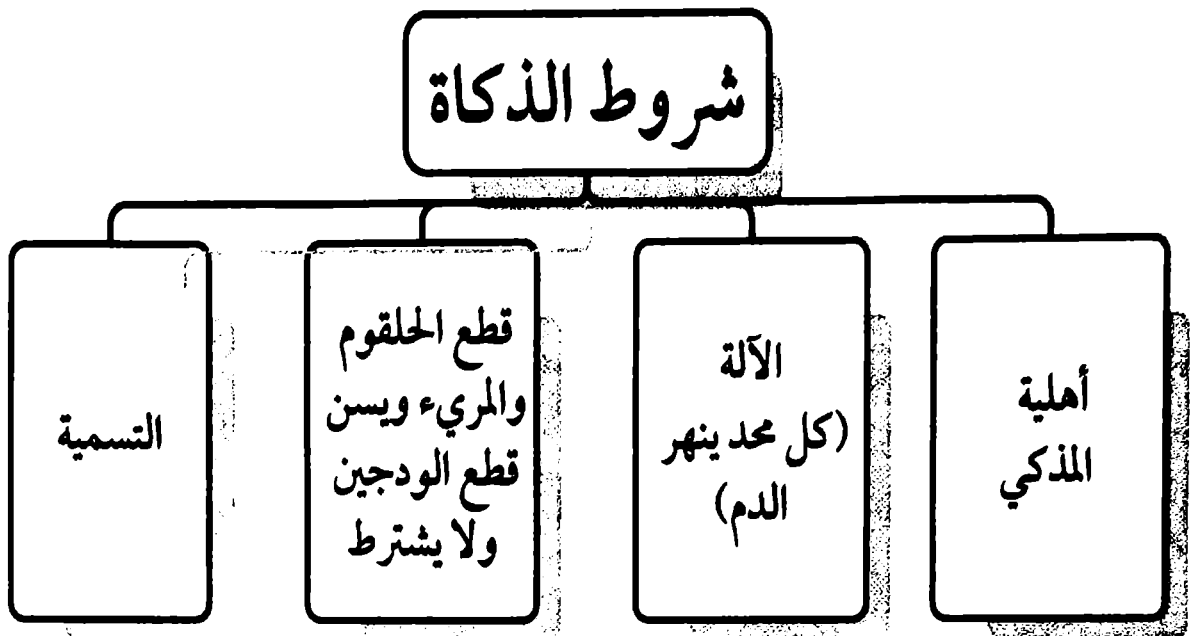 شروط الذكاة
أهلية
المذكي
الآلة
(كل محد ينهر
الدم)
قطع الحلقوم
والمريء ويسن
قطع الودجين
ولا يشترط
التسمية